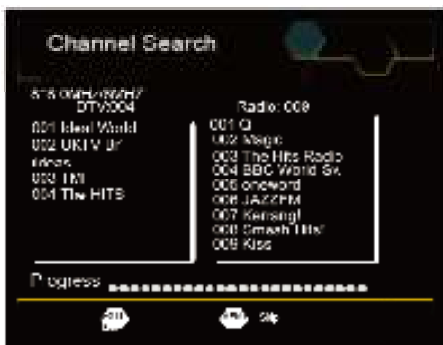 Channel Search
DTV:004
Radio: 009
001 Ideal World
002 UKTV Br
ideas
003 TMF
004 The HITS
001 Q
002 Magic
003 The Hits Radio
004 BBC World Sv.
005 oneword
006 JAZZFM
007 Kerrang!
008 Smash Hits!
009 Kiss
Progress